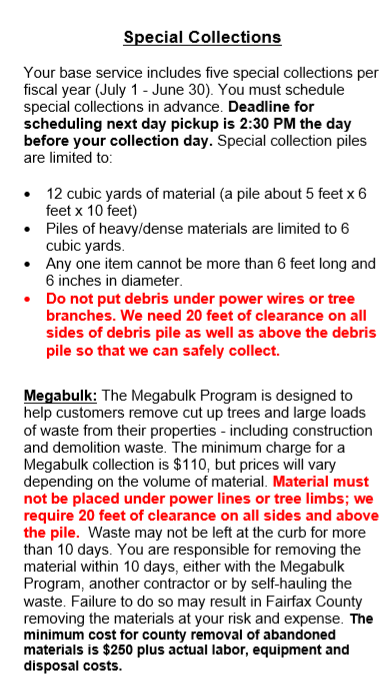 Special Collections
Your base service includes five special collections per
fiscal year (July 1 - June 30). You must schedule
special collections in advance. Deadline for
scheduling next day pickup is 2:30 PM the day
before your collection day. Special collection piles
are limited to:
• 12 cubic yards of material (a pile about 5 feet x 6
feet x 10 feet)
• Piles of heavy/dense materials are limited to 6
cubic yards.
• Any one item cannot be more than 6 feet long and
6 inches in diameter.
• Do not put debris under power wires or tree
branches. We need 20 feet of clearance on all
sides of debris pile as well as above the debris
pile so that we can safely collect.
Megabulk: The Megabulk Program is designed to
help customers remove cut up trees and large loads
of waste from their properties - including construction
and demolition waste. The minimum charge for a
Megabulk collection is $110, but prices will vary
depending on the volume of material. Material must
not be placed under power lines or tree limbs; we
require 20 feet of clearance on all sides and above
the pile. Waste may not be left at the curb for more
than 10 days. You are responsible for removing the
material within 10 days, either with the Megabulk
Program, another contractor or by self-hauling the
waste. Failure to do so may result in Fairfax County
removing the materials at your risk and expense. The
minimum cost for county removal of abandoned
materials is $250 plus actual labor, equipment and
disposal costs.